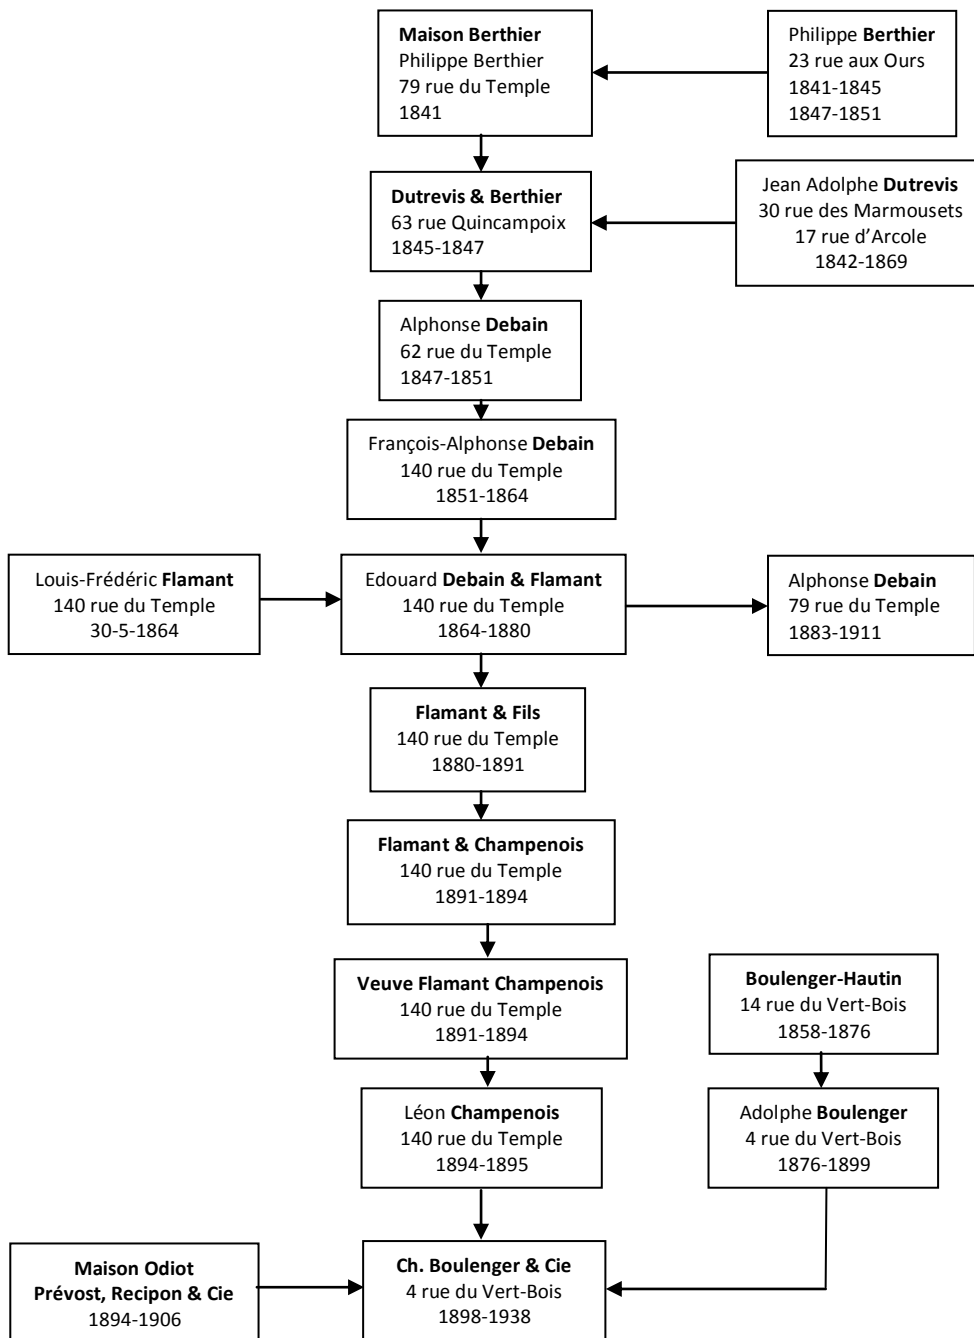 Maison Berthier
Philippe Berthier
79 rue du Temple
1841
Philippe Berthier
23 rue aux Ours
1841-1845
1847-1851
Dutrevis & Berthier
63 rue Quincampoix
1845-1847
Jean Adolphe Dutrevis
30 rue des Marmousets
17 rue d’Arcole
1842-1869
Alphonse Debain
62 rue du Temple
1847-1851
François-Alphonse Debain
140 rue du Temple
1851-1864
Louis-Frédéric Flamant
140 rue du Temple
30-5-1864
Edouard Debain & Flamant
140 rue du Temple
1864-1880
Alphonse Debain
79 rue du Temple
1883-1911
Flamant & Fils
140 rue du Temple
1880-1891
Flamant & Champenois
140 rue du Temple
1891-1894
Veuve Flamant Champenois
140 rue du Temple
1891-1894
Boulenger-Hautin
14 rue du Vert-Bois
1858-1876
Léon Champenois
140 rue du Temple
1894-1895
Adolphe Boulenger
4 rue du Vert-Bois
1876-1899
Maison Odiot
Prévost, Recipon & Cie
1894-1906
Ch. Boulenger & Cie
4 rue du Vert-Bois
1898-1938